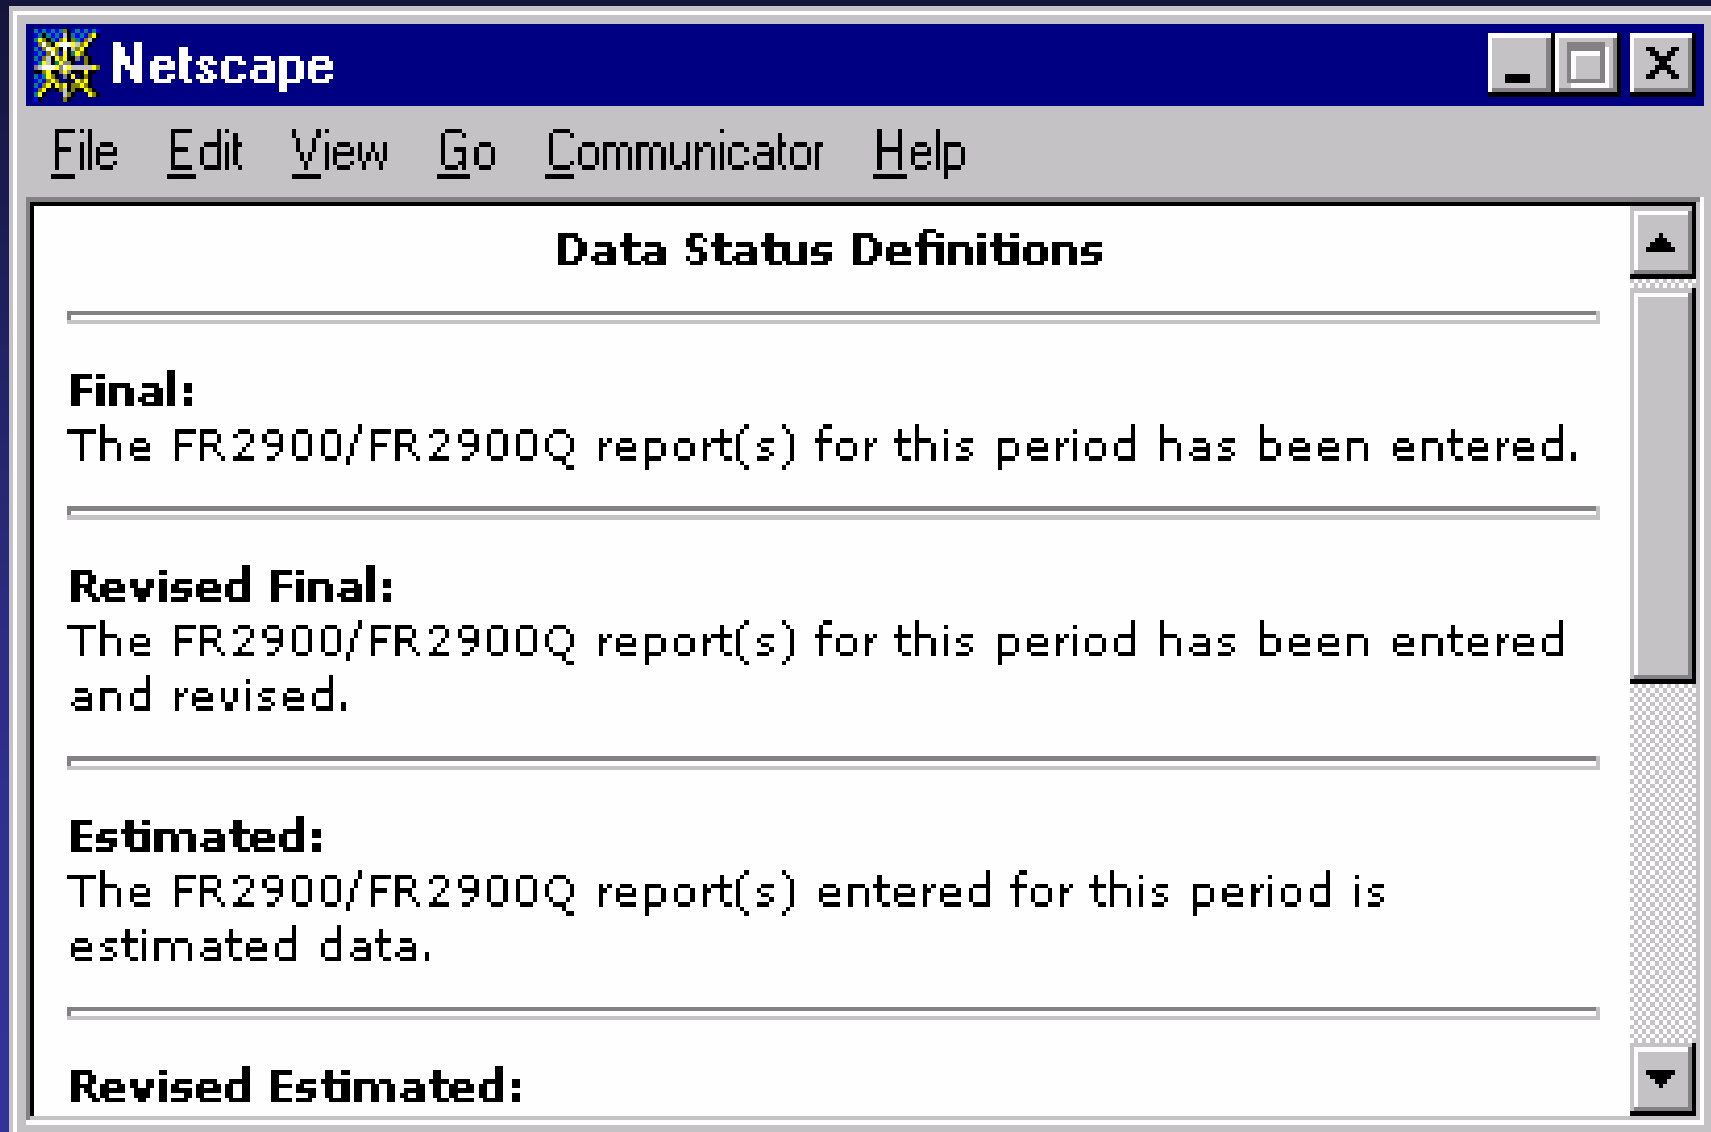 Netscape
File Edit View Go Communicator Help
Data Status Definitions
Final:
The FR2900/FR2900Q report(s) for this period has been entered.
Revised Final:
The FR2900/FR2900Q report(s) for this period has been entered
and revised.
Estimated:
The FR2900/FR2900Q report(s) entered for this period is
estimated data.
Revised Estimated: